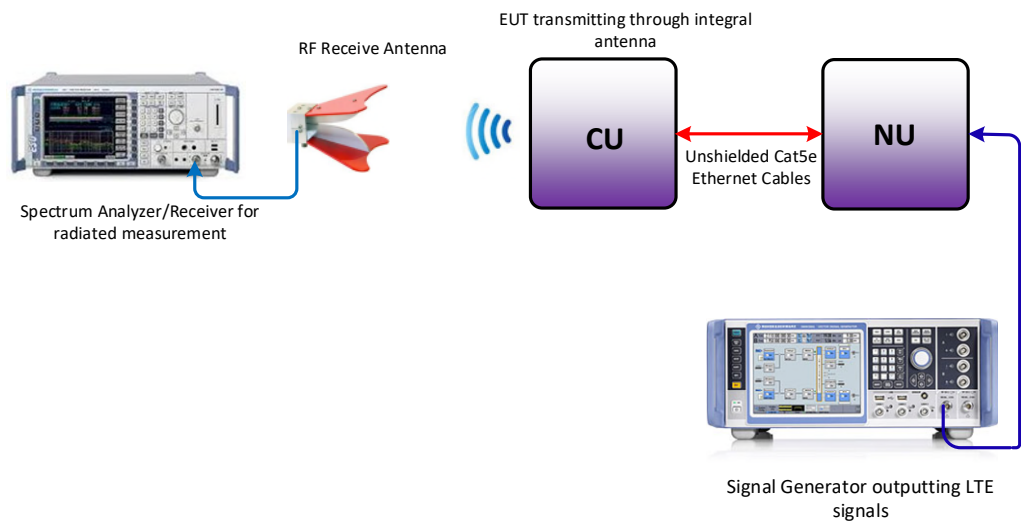 EUT transmitting through integral
antenna
RF Receive Antenna
CU
NU
Unshielded Cat5e
Ethernet Cables
Spectrum Analyzer/Receiver for
radiated measurement
Signal Generator outputting LTE
signals